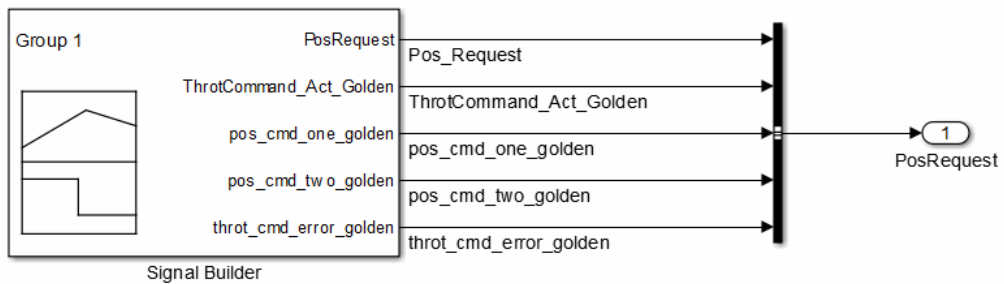 Group 1
PosRequest
Pos_Request
ThrotCommand_Act_Golden
ThrotCommand_Act_Golden
pos_cmd_one_golden
pos_cmd_one_golden
1
PosRequest
pos_cmd_two_golden
pos_cmd_two_golden
throt_cmd_error_golden
throt_cmd_error_golden
Signal Builder